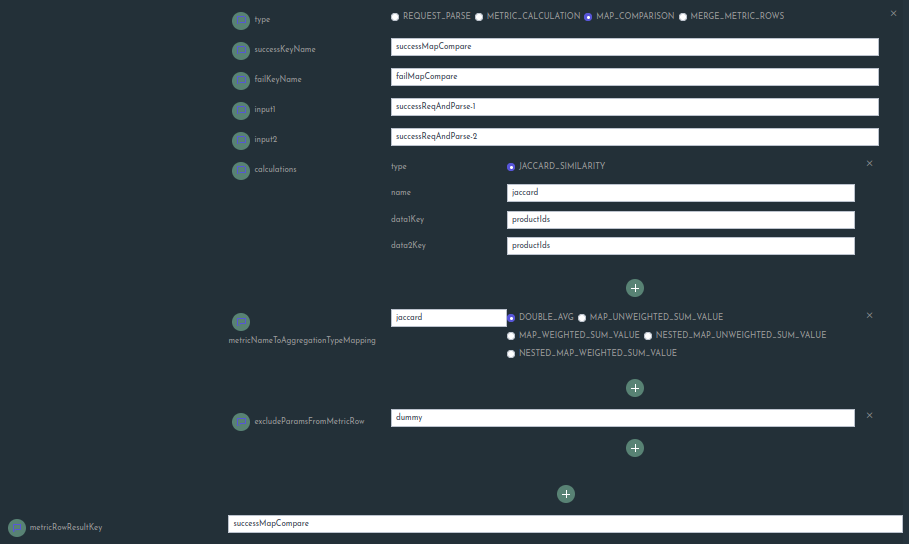 type REQUEST_PARSE METRIC_CALCULATION MAP_COMPARISON MERGE_METRIC_ROWS
successKeyName successMapCompare
failKeyName failMapCompare
input1 successReqAndParse-1
input2 successReqAndParse-2
calculations type JACCARD_SIMILARITY
name jaccard
data1Key productIds
data2Key productIds
jaccard DOUBLE_AVG MAP_UNWEIGHTED_SUM_VALUE
metricNameToAggregationTypeMapping MAP_WEIGHTED_SUM_VALUE NESTED_MAP_UNWEIGHTED_SUM_VALUE
NESTED_MAP_WEIGHTED_SUM_VALUE
excludeParamsFromMetricRow dummy
metricRowResultKey successMapCompare